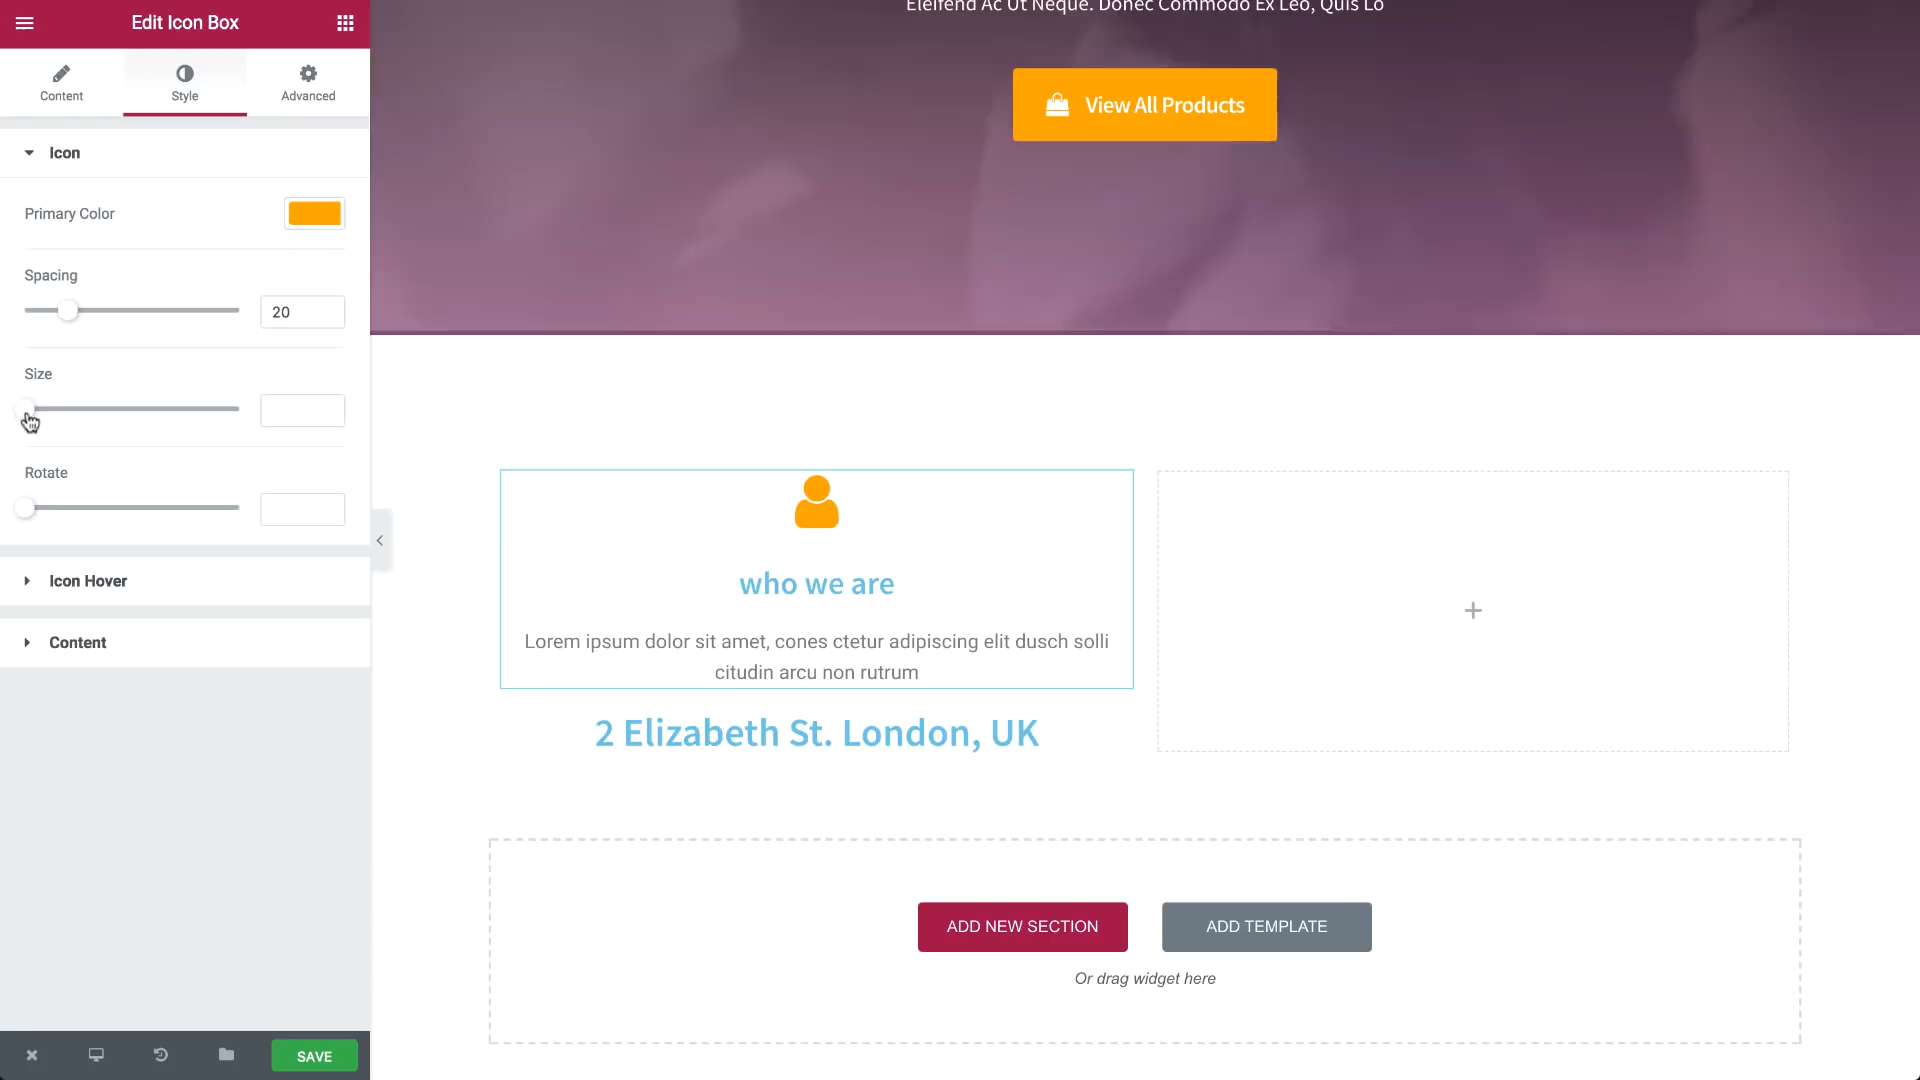 Edit Icon Box
Content
Style
Advanced
Icon
Primary Color
Spacing
20
Size
Rotate
Icon Hover
Content
SAVE
Eleifend Ac Ut Neque. Donec Commodo Ex Leo, Quis Lo
View All Products
who we are
Lorem ipsum dolor sit amet, cones ctetur adipiscing elit dusch solli
citudin arcu non rutrum
2 Elizabeth St. London, UK
ADD NEW SECTION
ADD TEMPLATE
Or drag widget here